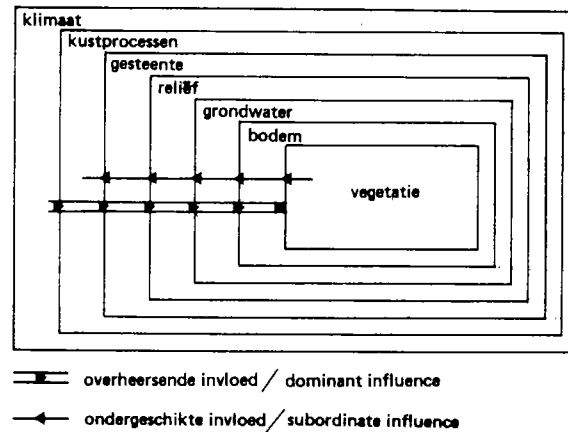 klimaat
kustprocessen
gesteente
reliëf
grondwater
bodem
vegetatie
overheersende invloed / dominant influence
ondergeschikte invloed / subordinate influence